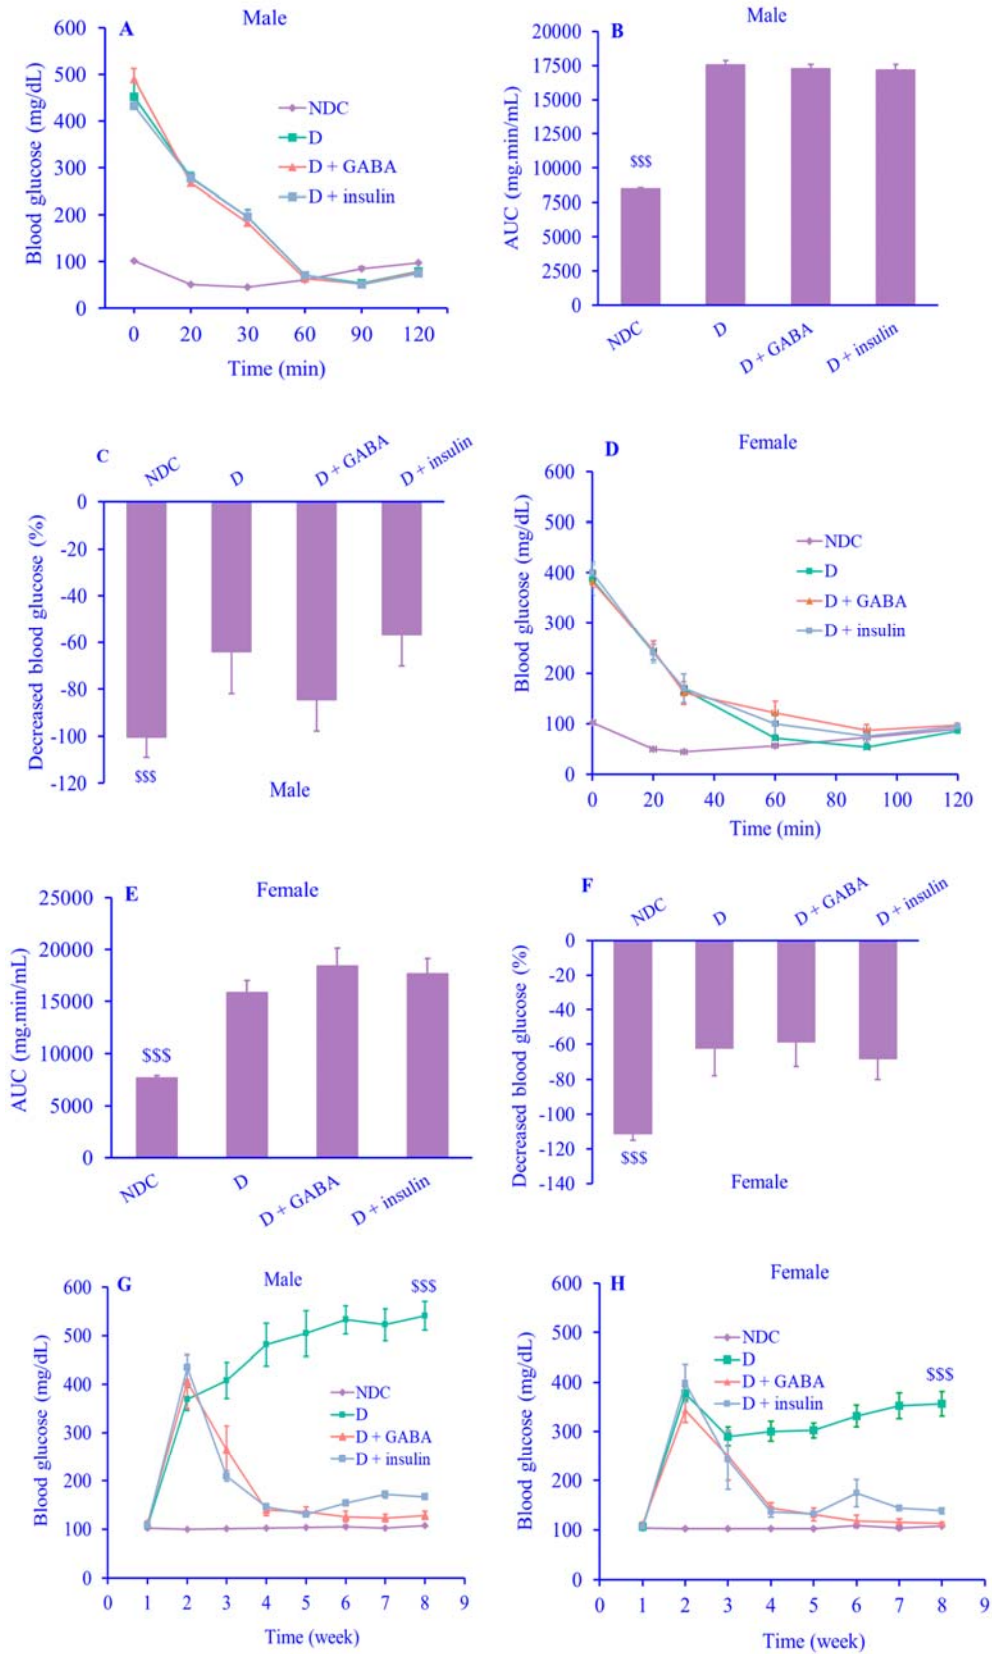 A
Male
Blood glucose (mg/dL)
600
500
400
300
200
100
0
NDC
D
D + GABA
D + insulin
0 20 30 60 90 120
Time (min)
B
Male
AUC (mg.min/mL)
20000
17500
15000
12500
10000
7500
5000
2500
0
$$$
NDC
D
D + GABA
D + insulin
C
NDC
D
D + GABA
D + insulin
Decreased blood glucose (%)
0
-20
-40
-60
-80
-100
-120
$$$
Male
D
Female
Blood glucose (mg/dL)
600
500
400
300
200
100
0
NDC
D
D + GABA
D + insulin
0 20 40 60 80 100 120
Time (min)
E
Female
AUC (mg.min/mL)
25000
20000
15000
10000
5000
0
$$$
NDC
D
D + GABA
D + insulin
F
NDC
D
D + GABA
D + insulin
Decreased blood glucose (%)
0
-20
-40
-60
-80
-100
-120
-140
$$$
Female
G
Male
$$$
Blood glucose (mg/dL)
600
500
400
300
200
100
0
NDC
D
D + GABA
D + insulin
0 1 2 3 4 5 6 7 8 9
Time (week)
H
Female
$$$
Blood glucose (mg/dL)
600
500
400
300
200
100
0
NDC
D
D + GABA
D + insulin
0 1 2 3 4 5 6 7 8 9
Time (week)